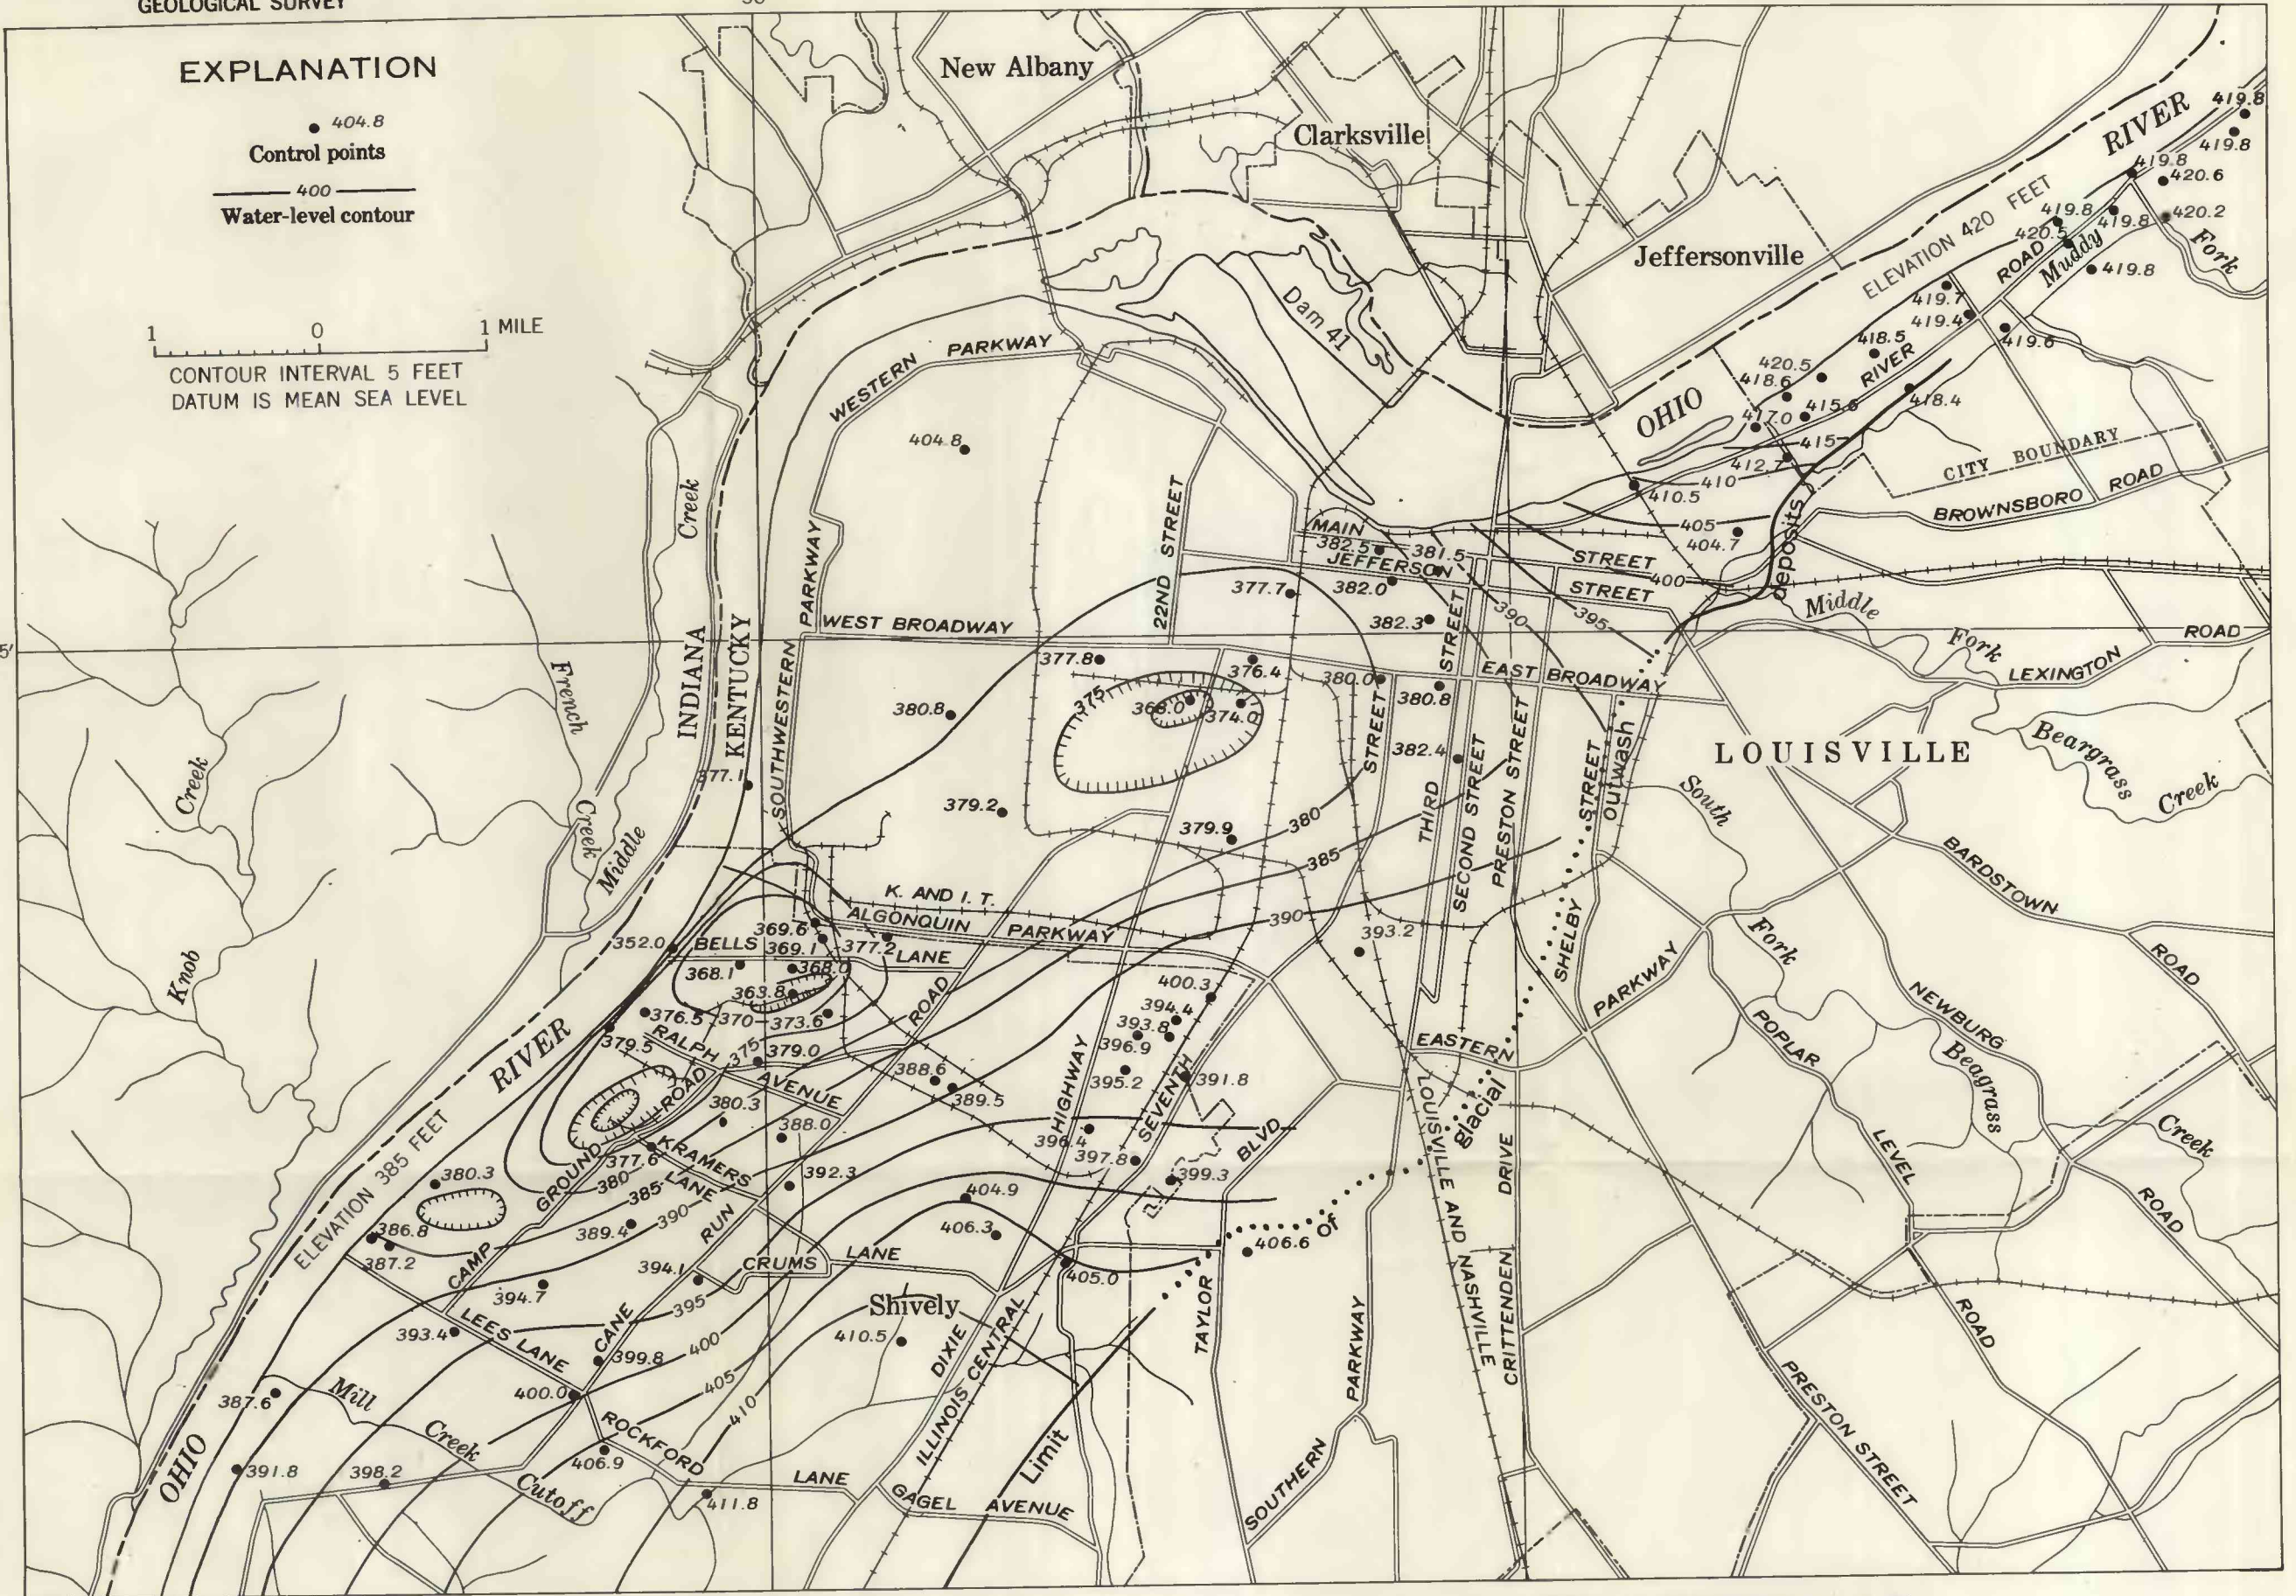 GEOLOGICAL SURVEY
EXPLANATION
404.8
Control points
400
Water-level contour
1 0 1 MILE
CONTOUR INTERVAL 5 FEET
DATUM IS MEAN SEA LEVEL
New Albany
Clarksville
Jeffersonville
Dam 41
RIVER
OHIO
ELEVATION 420 FEET
419.8
419.8
419.8
420.6
420.2
419.8
419.8
420.5
419.8
Muddy
Fork
ROAD
RIVER
419.7
419.4
419.6
418.5
420.5
418.6
415.6
417.0
418.4
415
412.7
410
410.5
405
404.7
CITY BOUNDARY
BROWNSBORO ROAD
deposits
WESTERN PARKWAY
404.8
PARKWAY
22ND STREET
MAIN STREET
382.5
381.5
JEFFERSON STREET
382.0
377.7
382.3
400
390
395
Middle
Fork
LEXINGTON
ROAD
Beargrass
Creek
5'
WEST BROADWAY
EAST BROADWAY
INDIANA
KENTUCKY
SOUTHWESTERN
377.8
376.4
375
368.0
374.0
380.0
380.8
380.8
382.4
STREET
THIRD
STREET
SECOND STREET
PRESTON STREET
SHELBY STREET
outwash
LOUISVILLE
South
Fork
Beagrass
Creek
Creek
French
Creek
Creek
Knob
Creek
Middle
377.1
379.2
379.9
380
385
390
393.2
K. AND I. T.
ALGONQUIN PARKWAY
352.0
BELLS LANE
369.6
369.1
377.2
368.1
368.0
363.8
376.5
370
373.6
379.5
RALPH AVENUE
375
379.0
ROAD
388.6
389.5
400.3
394.4
393.8
396.9
395.2
391.8
396.4
397.8
399.3
HIGHWAY
SEVENTH
BLVD
EASTERN
PARKWAY
glacial
BARDSTOWN
ROAD
NEWBURG
ROAD
POPLAR
LEVEL
ROAD
PRESTON STREET
LOUISVILLE AND NASHVILLE
CRITTENDEN DRIVE
RIVER
ELEVATION 385 FEET
380.3
CAMP GROUND ROAD
377.6
KRAMERS LANE
380.3
388.0
392.3
380
385
390
386.8
387.2
389.4
394.1
CRUMS LANE
404.9
406.3
405.0
406.6
of
394.7
395
393.4
LEES LANE
CANE RUN
399.8
400
400.0
405
410
Shively
410.5
DIXIE
ILLINOIS CENTRAL
TAYLOR
SOUTHERN
PARKWAY
Limit
387.6
Mill
Creek
Cutoff
OHIO
391.8
398.2
406.9
ROCKFORD LANE
411.8
GAGEL AVENUE